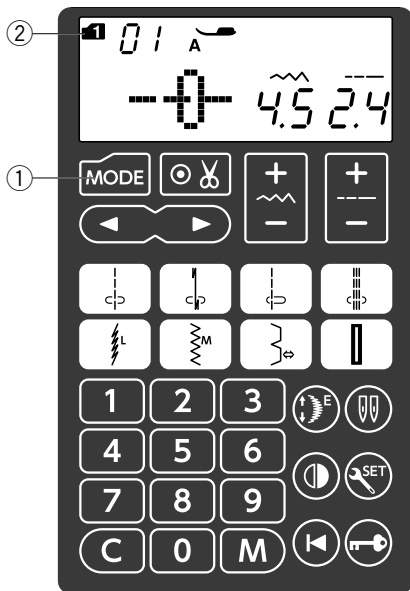 ② 1 01 A
4.5 2.4
① MODE + +
− −
L M
1 2 3 E
4 5 6
7 8 9 SET
C 0 M